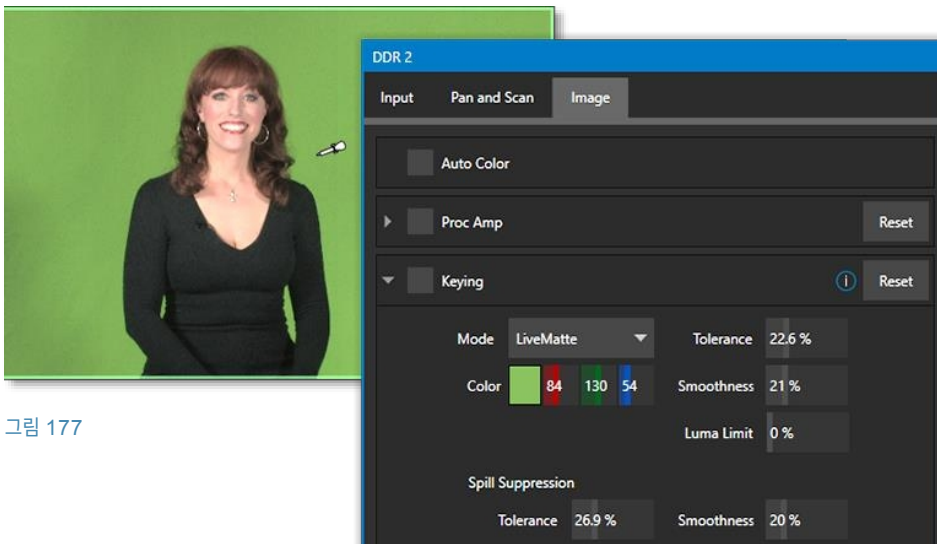 DDR 2
Input Pan and Scan Image
Auto Color
Proc Amp Reset
Keying i Reset
Mode LiveMatte Tolerance 22.6 %
Color 84 130 54 Smoothness 21 %
Luma Limit 0 %
Spill Suppression
Tolerance 26.9 % Smoothness 20 %
그림 177